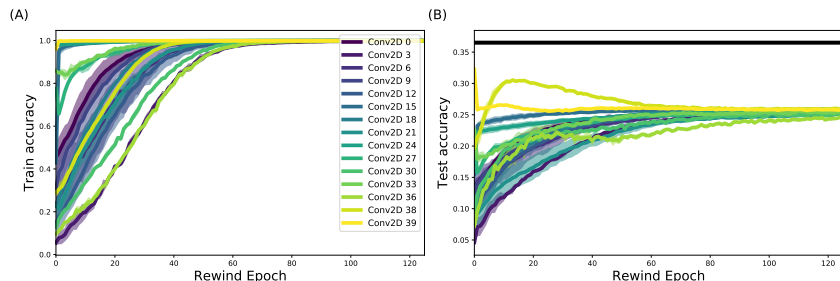 (A)
Train accuracy
1.0
0.8
0.6
0.4
0.2
0.0
0
20
40
60
80
100
120
Rewind Epoch
Conv2D 0
Conv2D 3
Conv2D 6
Conv2D 9
Conv2D 12
Conv2D 15
Conv2D 18
Conv2D 21
Conv2D 24
Conv2D 27
Conv2D 30
Conv2D 33
Conv2D 36
Conv2D 38
Conv2D 39
(B)
Test accuracy
0.35
0.30
0.25
0.20
0.15
0.10
0.05
0
20
40
60
80
100
120
Rewind Epoch